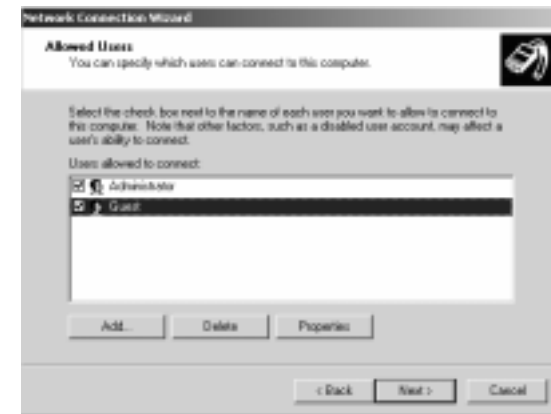 Network Connection Wizard
Allowed Users
You can specify which users can connect to this computer.
Select the check box next to the name of each user you want to allow to connect to
this computer. Note that other factors, such as a disabled user account, may affect a
user's ability to connect.
Users allowed to connect:
Administrator
Guest
Add...
Delete
Properties
< Back
Next >
Cancel